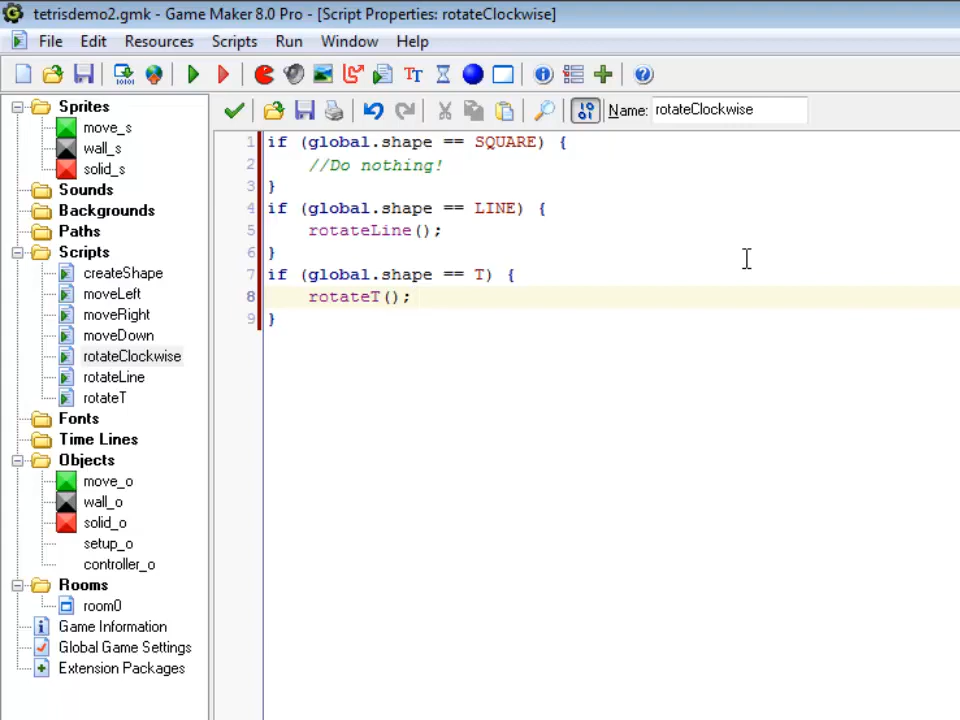 tetrisdemo2.gmk - Game Maker 8.0 Pro - [Script Properties: rotateClockwise]
File Edit Resources Scripts Run Window Help
Sprites
move_s
wall_s
solid_s
Sounds
Backgrounds
Paths
Scripts
createShape
moveLeft
moveRight
moveDown
rotateClockwise
rotateLine
rotateT
Fonts
Time Lines
Objects
move_o
wall_o
solid_o
setup_o
controller_o
Rooms
room0
Game Information
Global Game Settings
Extension Packages
Name: rotateClockwise
1 if (global.shape == SQUARE) {
2 //Do nothing!
3 }
4 if (global.shape == LINE) {
5 rotateLine();
6 }
7 if (global.shape == T) {
8 rotateT();
9 }